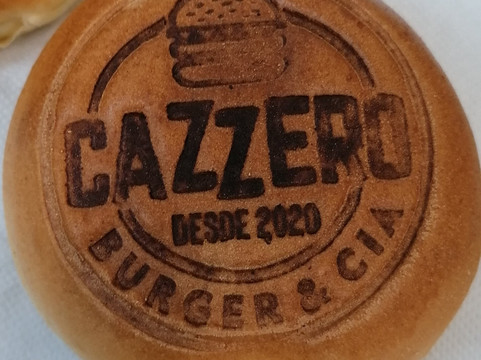 CAZZERO
DESDE 2020
BURGER & CIA